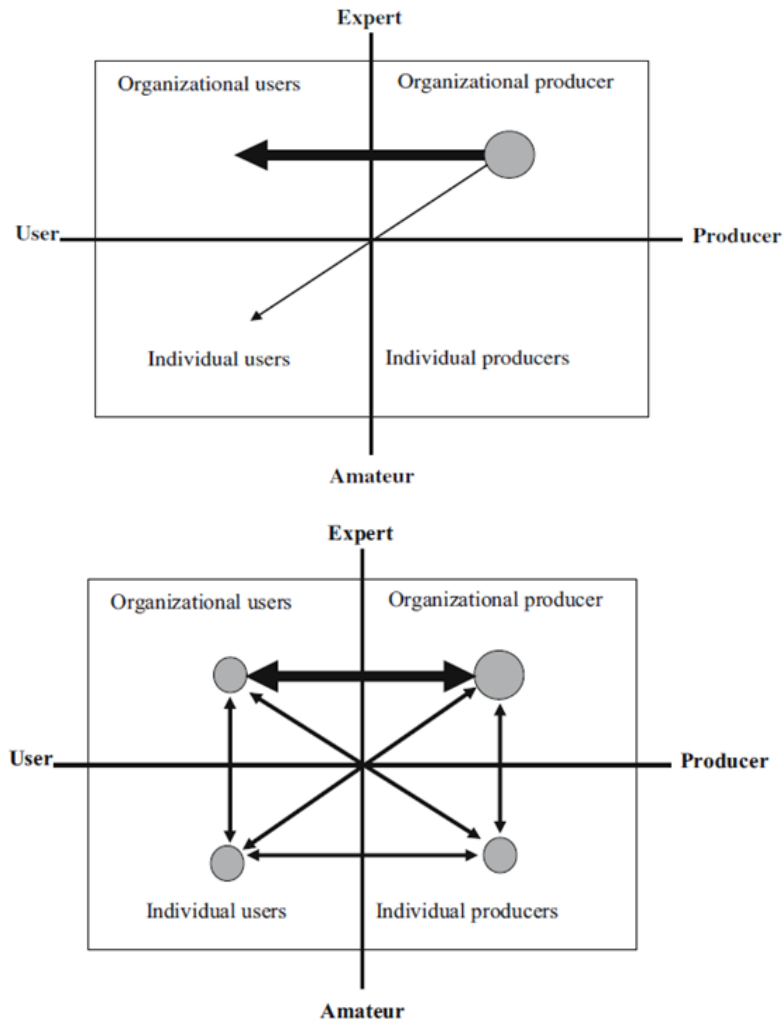 Expert
Organizational users
Organizational producer
User
Producer
Individual users
Individual producers
Amateur
Expert
Organizational users
Organizational producer
User
Producer
Individual users
Individual producers
Amateur